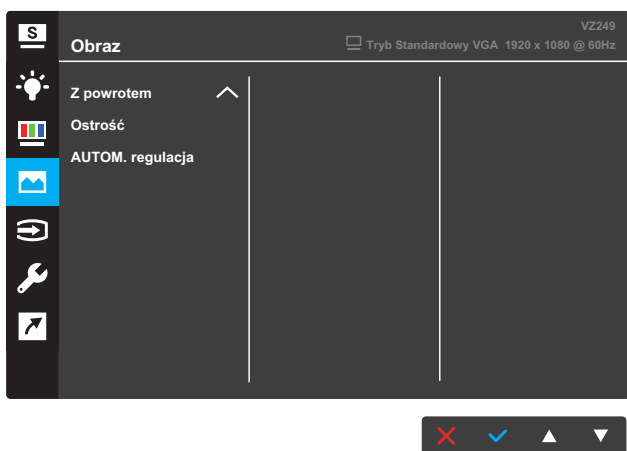 S
VZ249
Obraz
Tryb Standardowy VGA 1920 x 1080 @ 60Hz
Z powrotem
Ostrość
AUTOM. regulacja